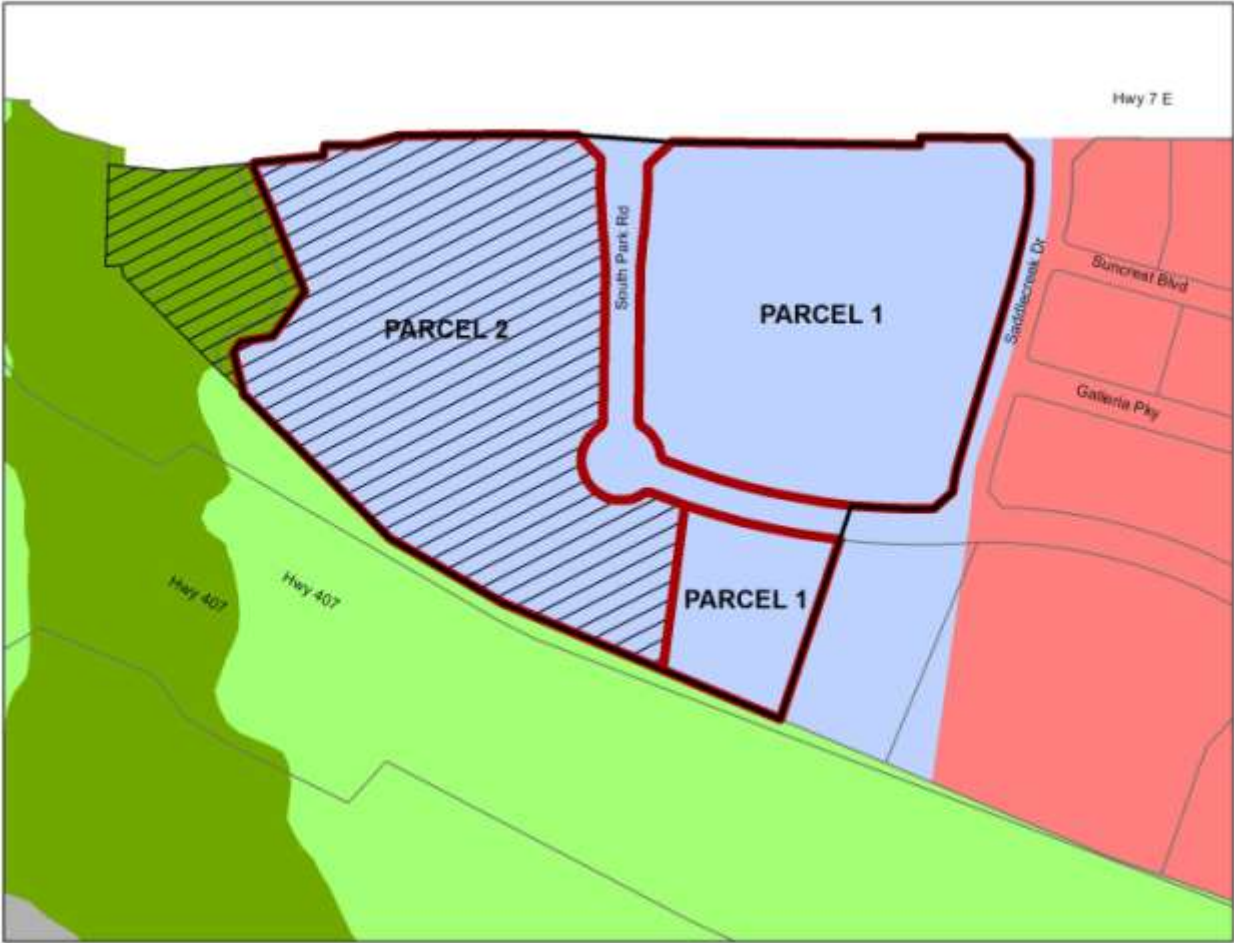 Hwy 7 E
South Park Rd
PARCEL 1
PARCEL 2
Saddlecreek Dr
Suncrest Blvd
Galleria Pky
Hwy 407
Hwy 407
PARCEL 1